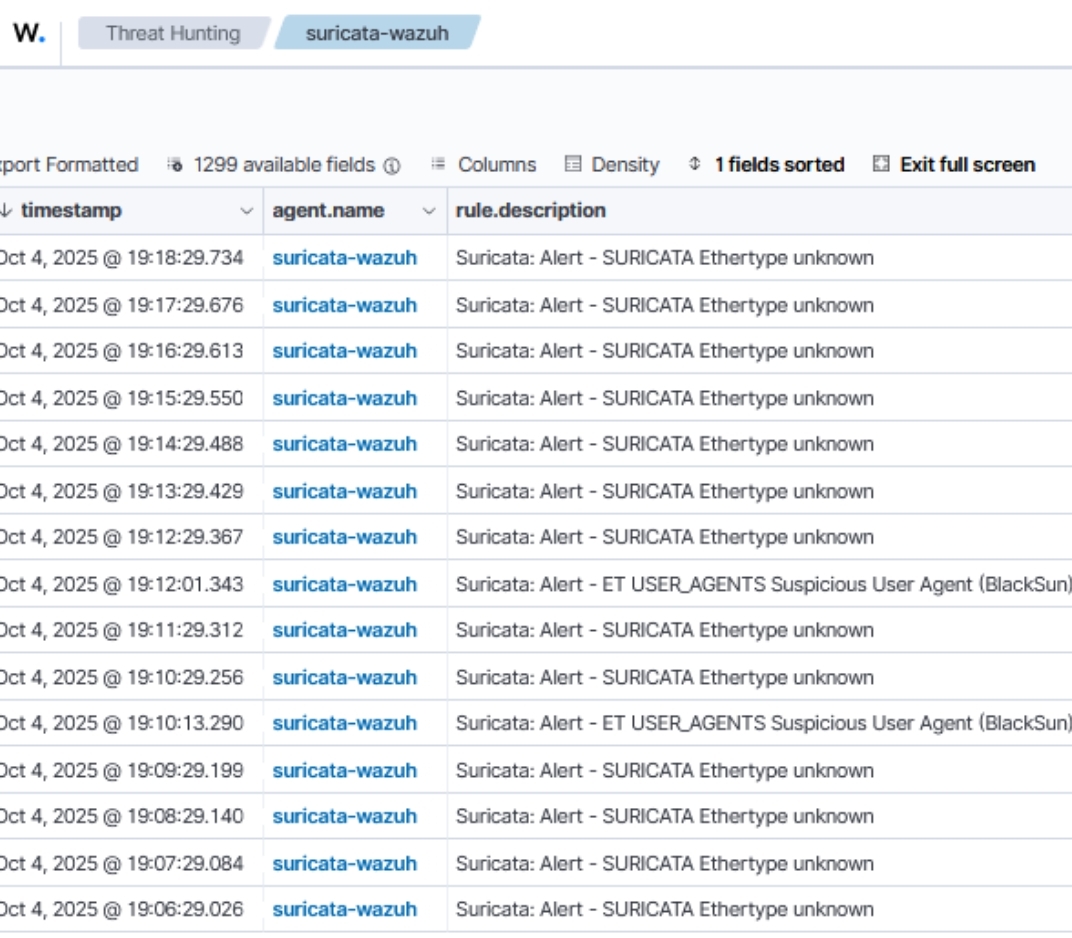 W. Threat Hunting suricata-wazuh
xport Formatted 1299 available fields Columns Density 1 fields sorted Exit full screen
timestamp agent.name rule.description
Oct 4, 2025 @ 19:18:29.734 suricata-wazuh Suricata: Alert - SURICATA Ethertype unknown
Oct 4, 2025 @ 19:17:29.676 suricata-wazuh Suricata: Alert - SURICATA Ethertype unknown
Oct 4, 2025 @ 19:16:29.613 suricata-wazuh Suricata: Alert - SURICATA Ethertype unknown
Oct 4, 2025 @ 19:15:29.550 suricata-wazuh Suricata: Alert - SURICATA Ethertype unknown
Oct 4, 2025 @ 19:14:29.488 suricata-wazuh Suricata: Alert - SURICATA Ethertype unknown
Oct 4, 2025 @ 19:13:29.429 suricata-wazuh Suricata: Alert - SURICATA Ethertype unknown
Oct 4, 2025 @ 19:12:29.367 suricata-wazuh Suricata: Alert - SURICATA Ethertype unknown
Oct 4, 2025 @ 19:12:01.343 suricata-wazuh Suricata: Alert - ET USER_AGENTS Suspicious User Agent (BlackSun)
Oct 4, 2025 @ 19:11:29.312 suricata-wazuh Suricata: Alert - SURICATA Ethertype unknown
Oct 4, 2025 @ 19:10:29.256 suricata-wazuh Suricata: Alert - SURICATA Ethertype unknown
Oct 4, 2025 @ 19:10:13.290 suricata-wazuh Suricata: Alert - ET USER_AGENTS Suspicious User Agent (BlackSun)
Oct 4, 2025 @ 19:09:29.199 suricata-wazuh Suricata: Alert - SURICATA Ethertype unknown
Oct 4, 2025 @ 19:08:29.140 suricata-wazuh Suricata: Alert - SURICATA Ethertype unknown
Oct 4, 2025 @ 19:07:29.084 suricata-wazuh Suricata: Alert - SURICATA Ethertype unknown
Oct 4, 2025 @ 19:06:29.026 suricata-wazuh Suricata: Alert - SURICATA Ethertype unknown